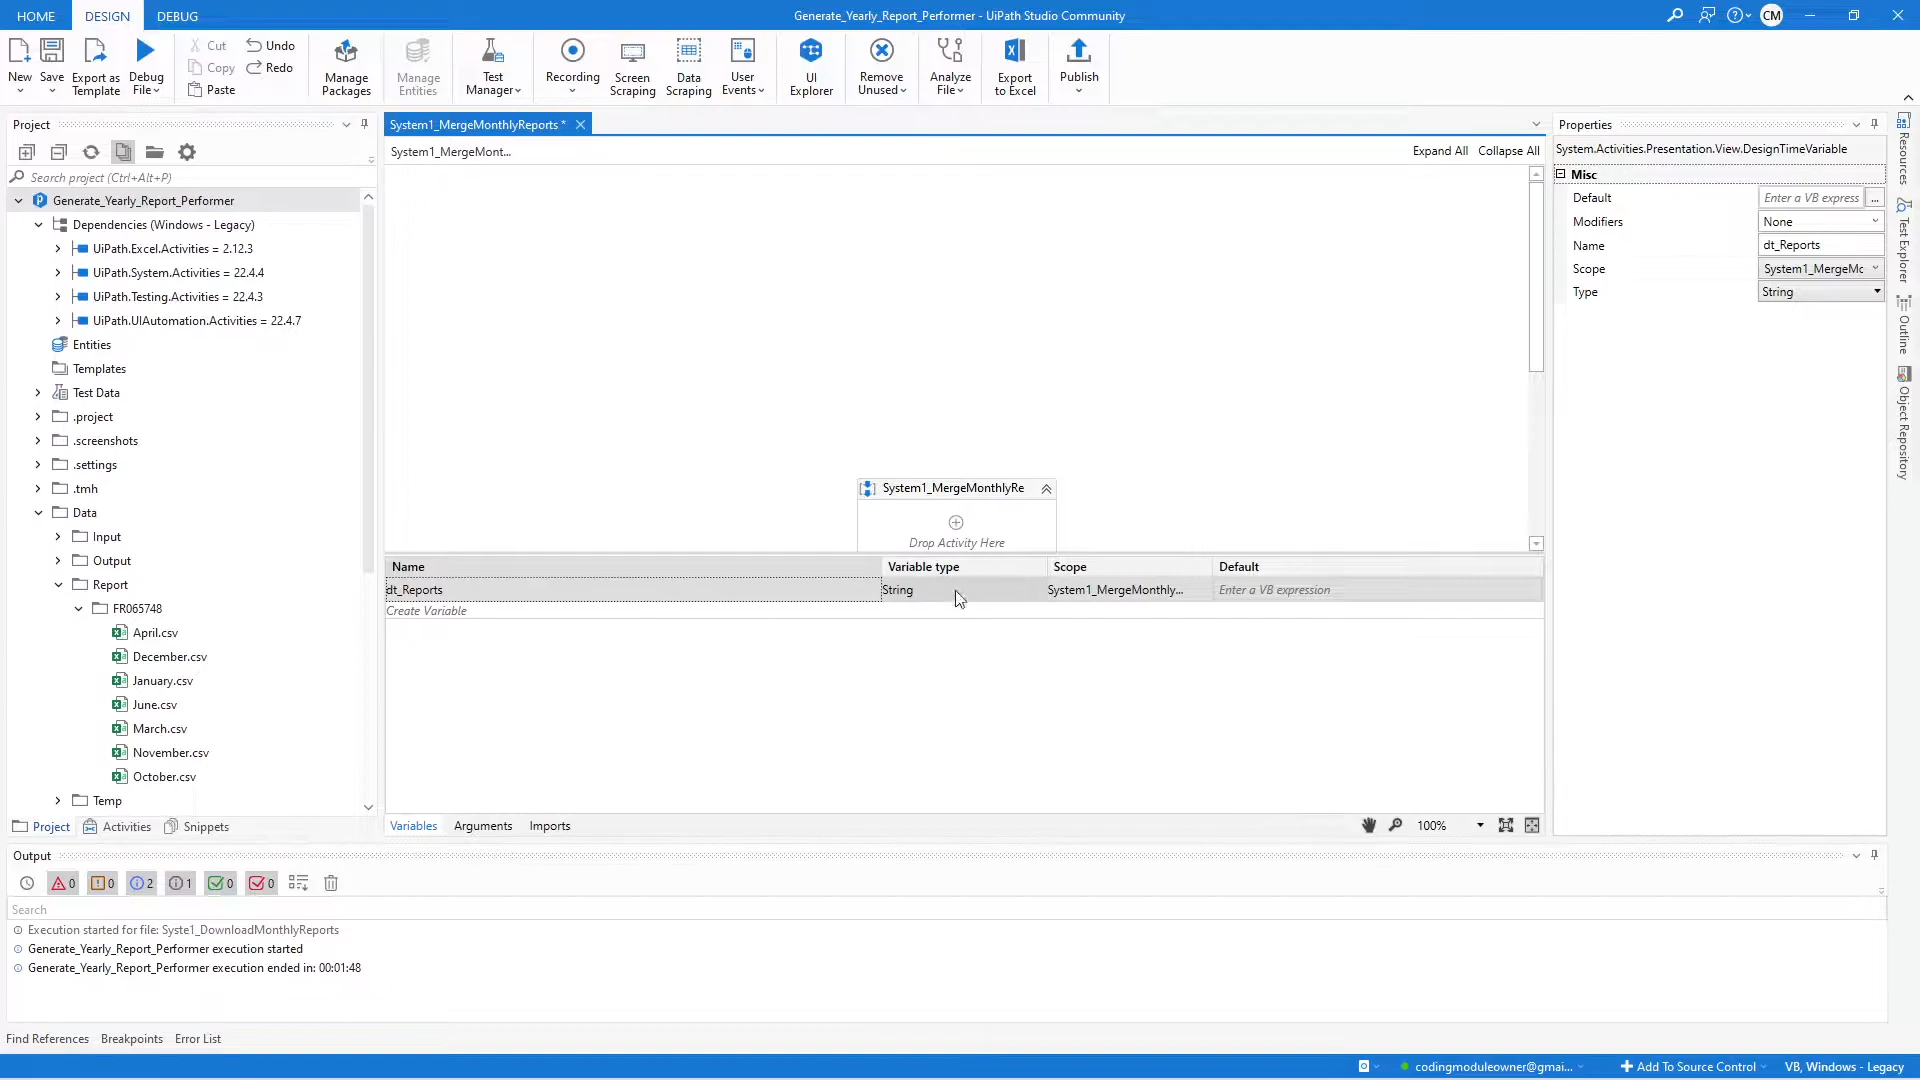 HOME
DESIGN
DEBUG
Generate_Yearly_Report_Performer - UiPath Studio Community
CM
New
Save
Export as
Template
Debug
File
Cut
Copy
Paste
Undo
Redo
Manage
Packages
Manage
Entities
Test
Manager
Recording
Screen
Scraping
Data
Scraping
User
Events
UI
Explorer
Remove
Unused
Analyze
File
Export
to Excel
Publish
Project
Search project (Ctrl+Alt+P)
Generate_Yearly_Report_Performer
Dependencies (Windows - Legacy)
UiPath.Excel.Activities = 2.12.3
UiPath.System.Activities = 22.4.4
UiPath.Testing.Activities = 22.4.3
UiPath.UIAutomation.Activities = 22.4.7
Entities
Templates
Test Data
.project
.screenshots
.settings
.tmh
Data
Input
Output
Report
FR065748
April.csv
December.csv
January.csv
June.csv
March.csv
November.csv
October.csv
Temp
Project
Activities
Snippets
System1_MergeMonthlyReports *
System1_MergeMont...
Expand All
Collapse All
System1_MergeMonthlyRe
Drop Activity Here
Name
Variable type
Scope
Default
dt_Reports
String
System1_MergeMonthly...
Enter a VB expression
Create Variable
Variables
Arguments
Imports
100%
Properties
System.Activities.Presentation.View.DesignTimeVariable
Misc
Default
Enter a VB express
...
Modifiers
None
Name
dt_Reports
Scope
System1_MergeMc
Type
String
Resources
Test Explorer
Outline
Object Repository
Output
0
0
2
1
0
0
Search
Execution started for file: Syste1_DownloadMonthlyReports
Generate_Yearly_Report_Performer execution started
Generate_Yearly_Report_Performer execution ended in: 00:01:48
Find References
Breakpoints
Error List
codingmoduleowner@gmai...
Add To Source Control
VB, Windows - Legacy